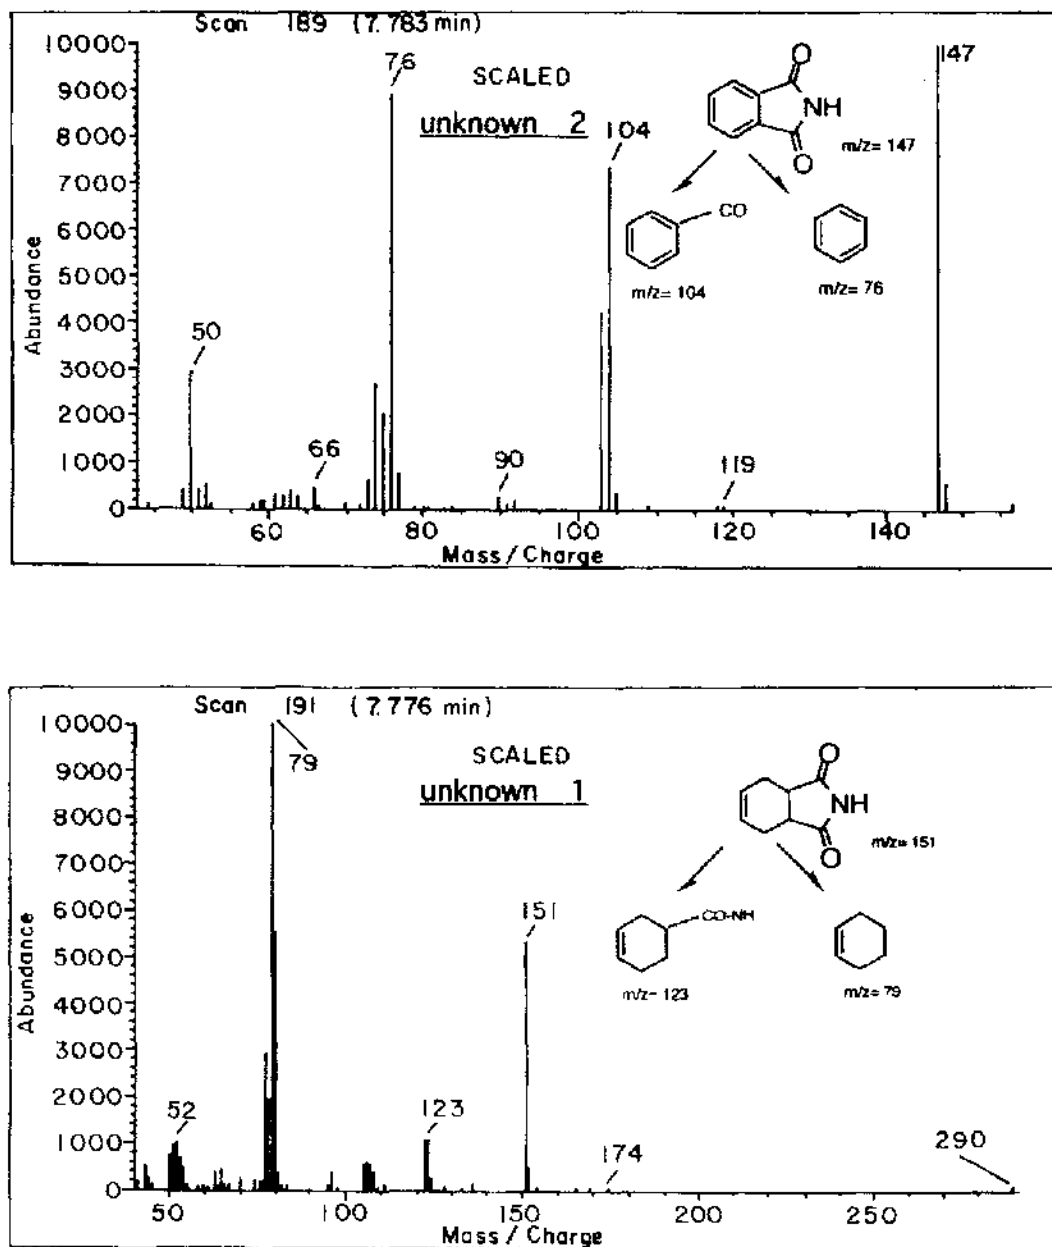 Scan 189 (7.783 min)
SCALED
unknown 2
Abundance
10000
9000
8000
7000
6000
5000
4000
3000
2000
1000
0
50
66
76
90
104
119
147
O
NH
O
m/z= 147
CO
m/z= 104
m/z= 76
60
80
100
120
140
Mass/Charge
Scan 191 (7.776 min)
SCALED
unknown 1
Abundance
10000
9000
8000
7000
6000
5000
4000
3000
2000
1000
0
52
79
123
151
174
290
O
NH
O
m/z= 151
CO-NH
m/z- 123
m/z= 79
50
100
150
200
250
Mass/Charge